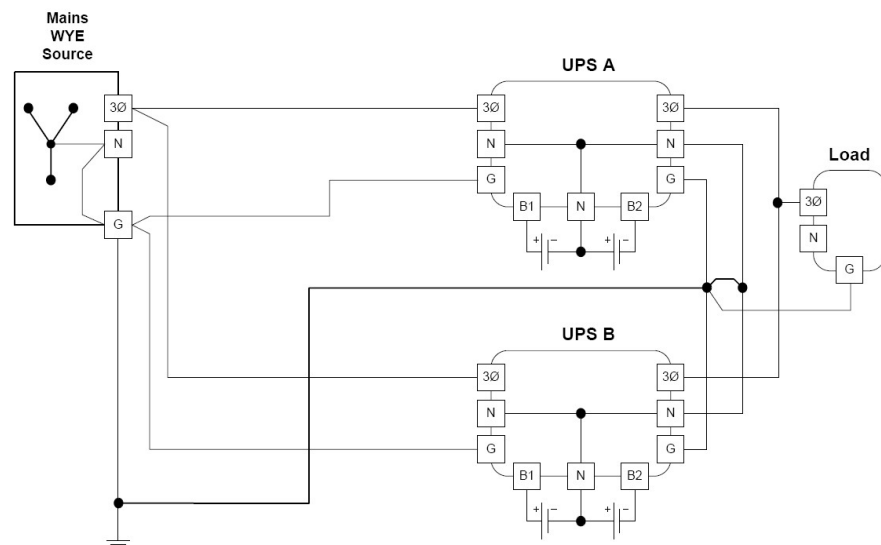 Mains
WYE
Source
3Ø
N
G
UPS A
3Ø
N
G
B1
N
B2
3Ø
N
G
+ −
+ −
Load
3Ø
N
G
UPS B
3Ø
N
G
B1
N
B2
3Ø
N
G
+ −
+ −